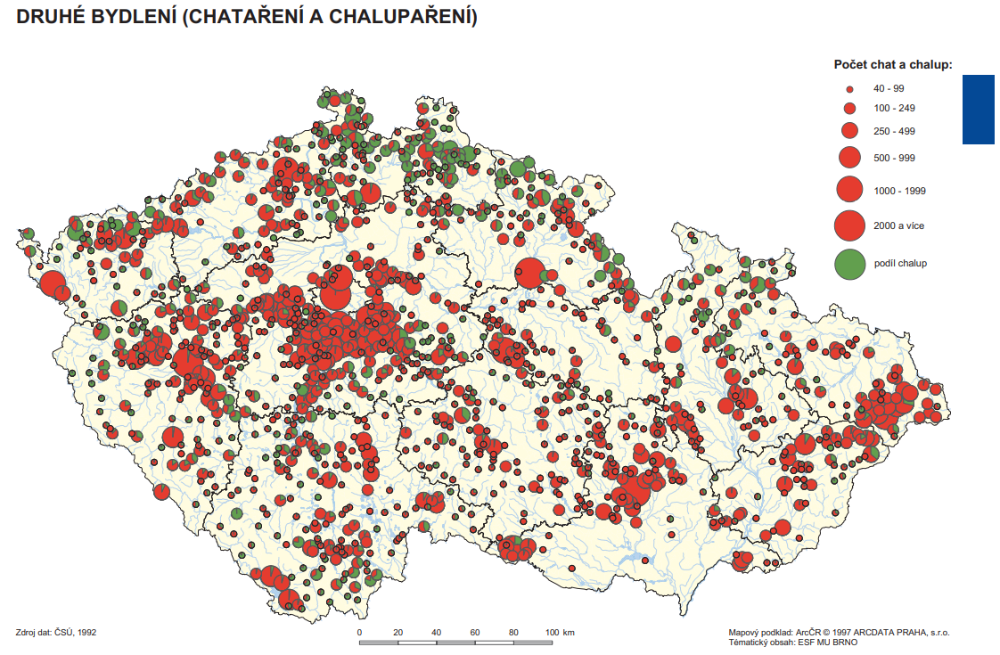 DRUHÉ BYDLENÍ (CHATAŘENÍ A CHALUPAŘENÍ)
Počet chat a chalup:
40 - 99
100 - 249
250 - 499
500 - 999
1000 - 1999
2000 a více
podíl chalup
Zdroj dat: ČSÚ, 1992
0 20 40 60 80 100 km
Mapový podklad: ArcČR © 1997 ARCDATA PRAHA, s.r.o.
Tématický obsah: ESF MU BRNO